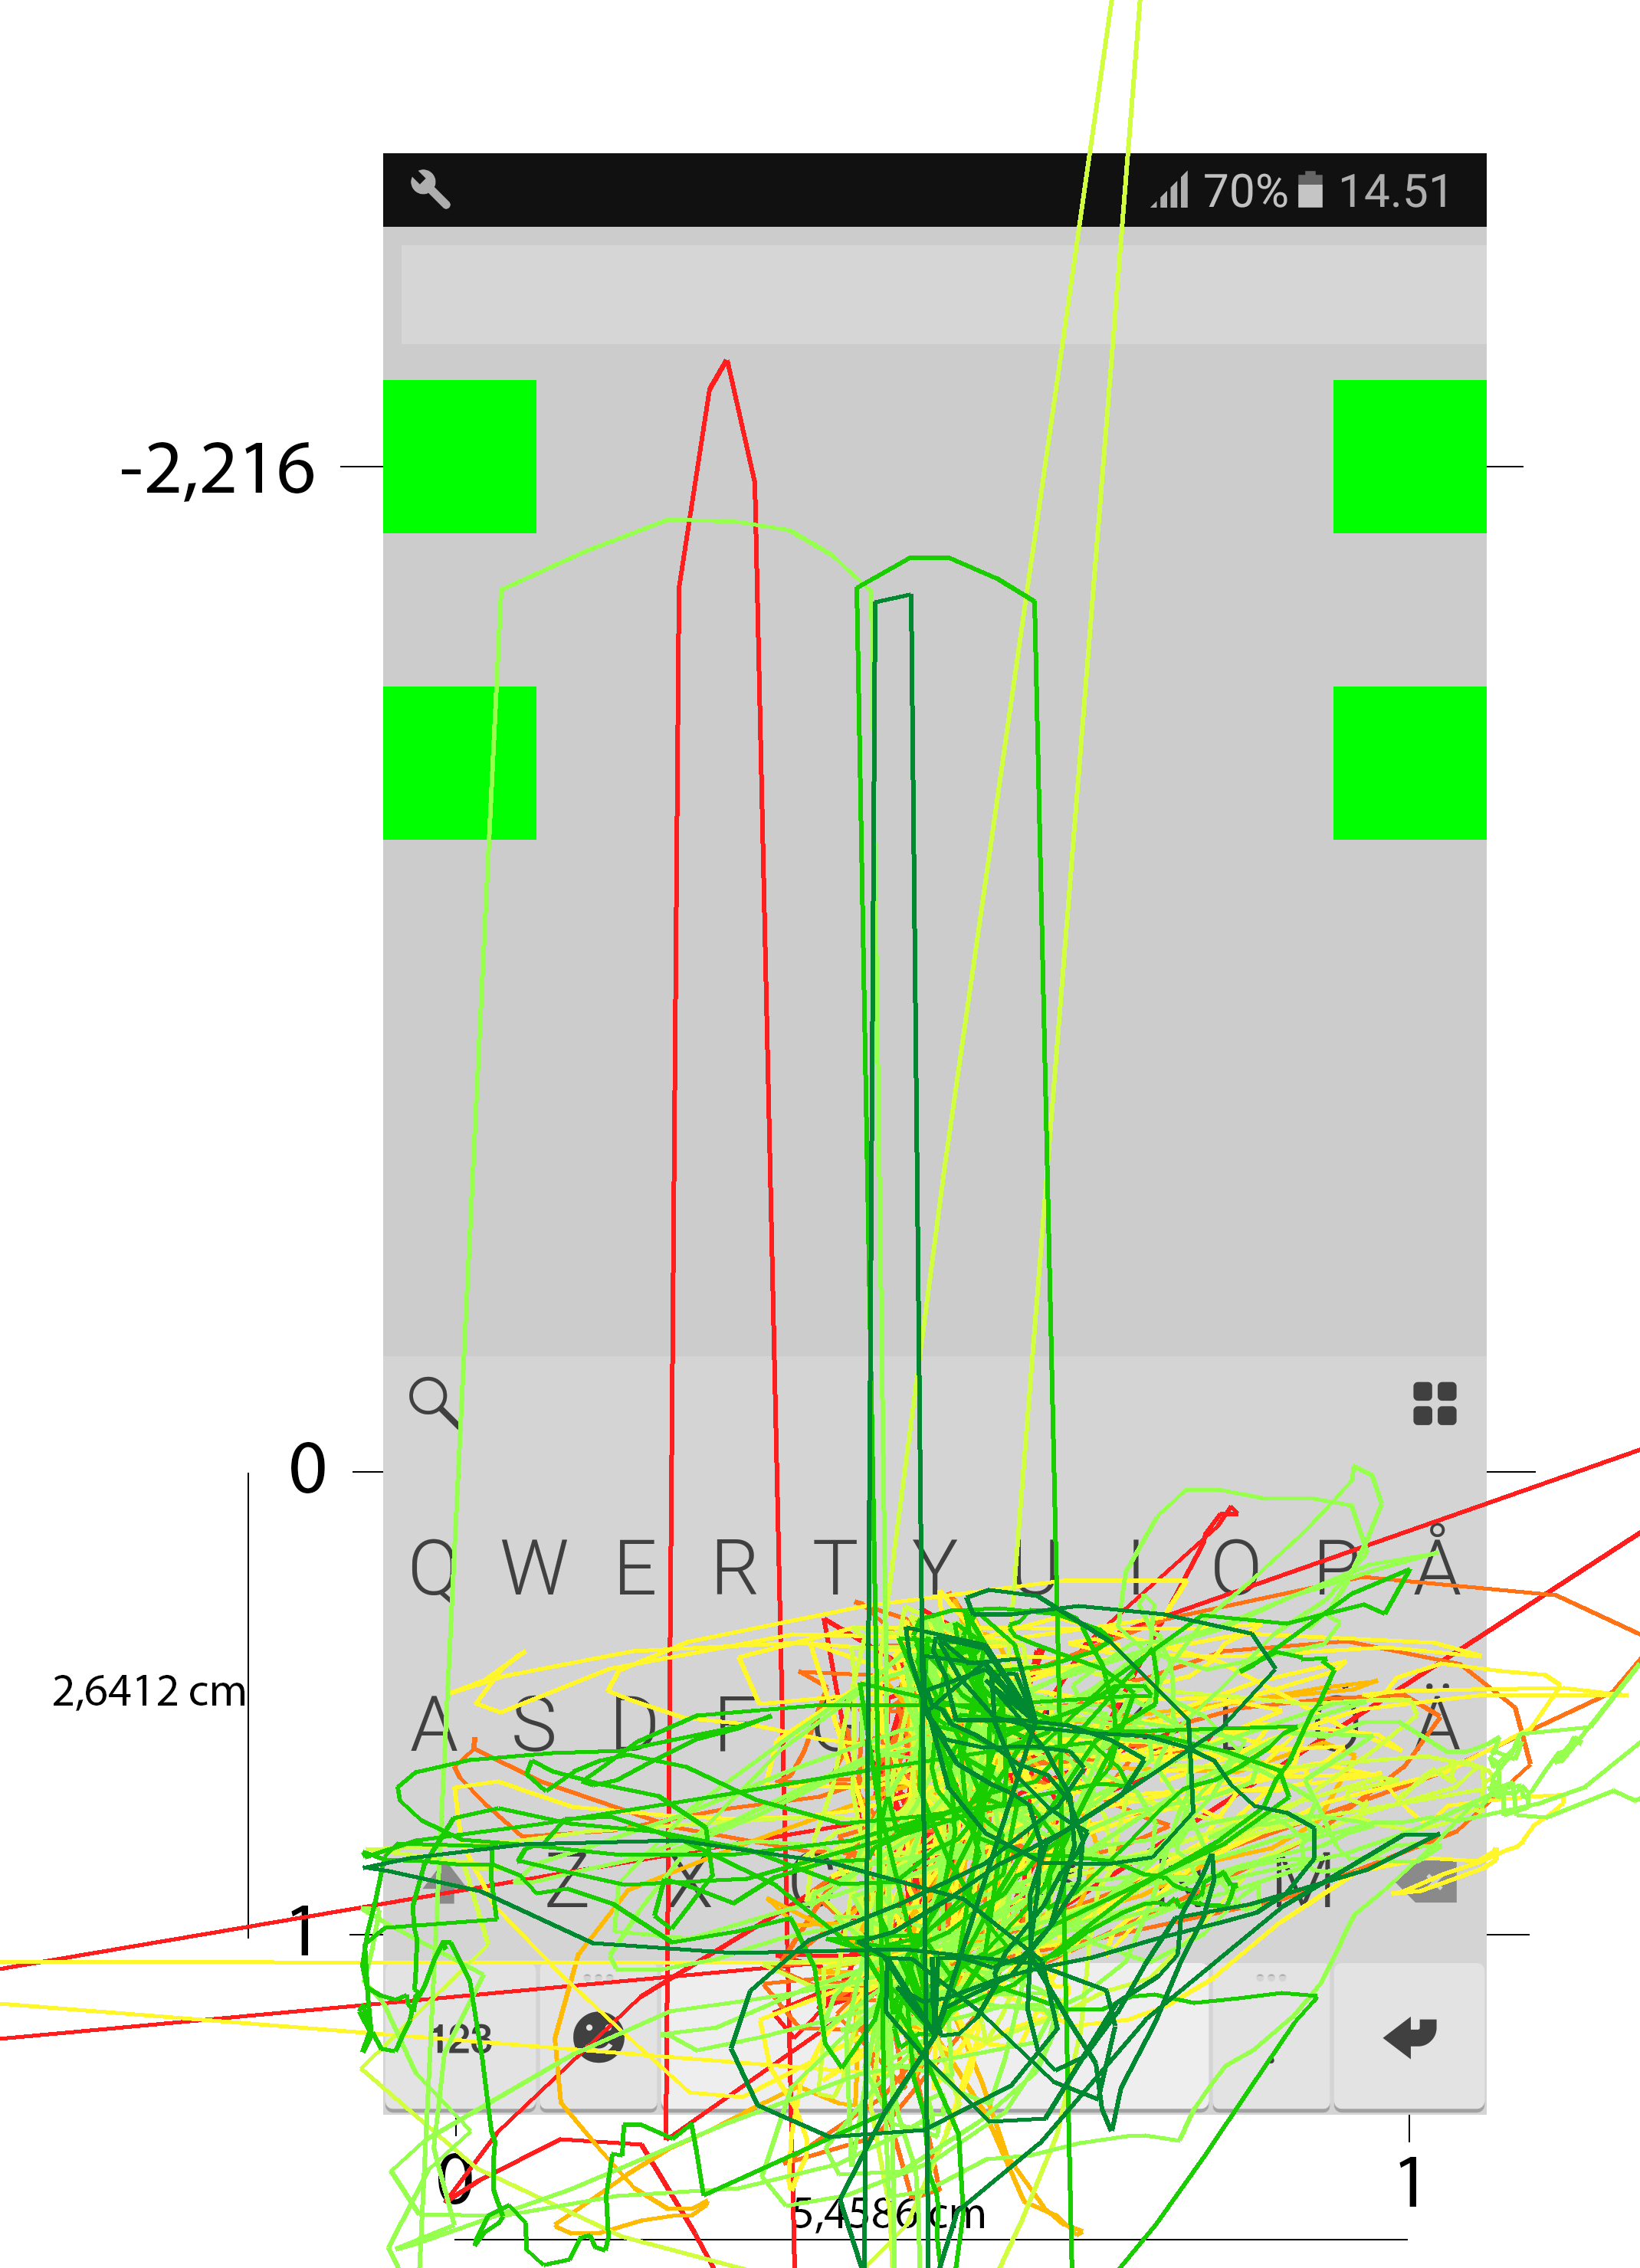 70% 14.51
-2,216
0
Q W E R T Y U I O P Å
2,6412 cm
A S D F G Ä
Z X C M
1
123
0 1
5,4586 cm